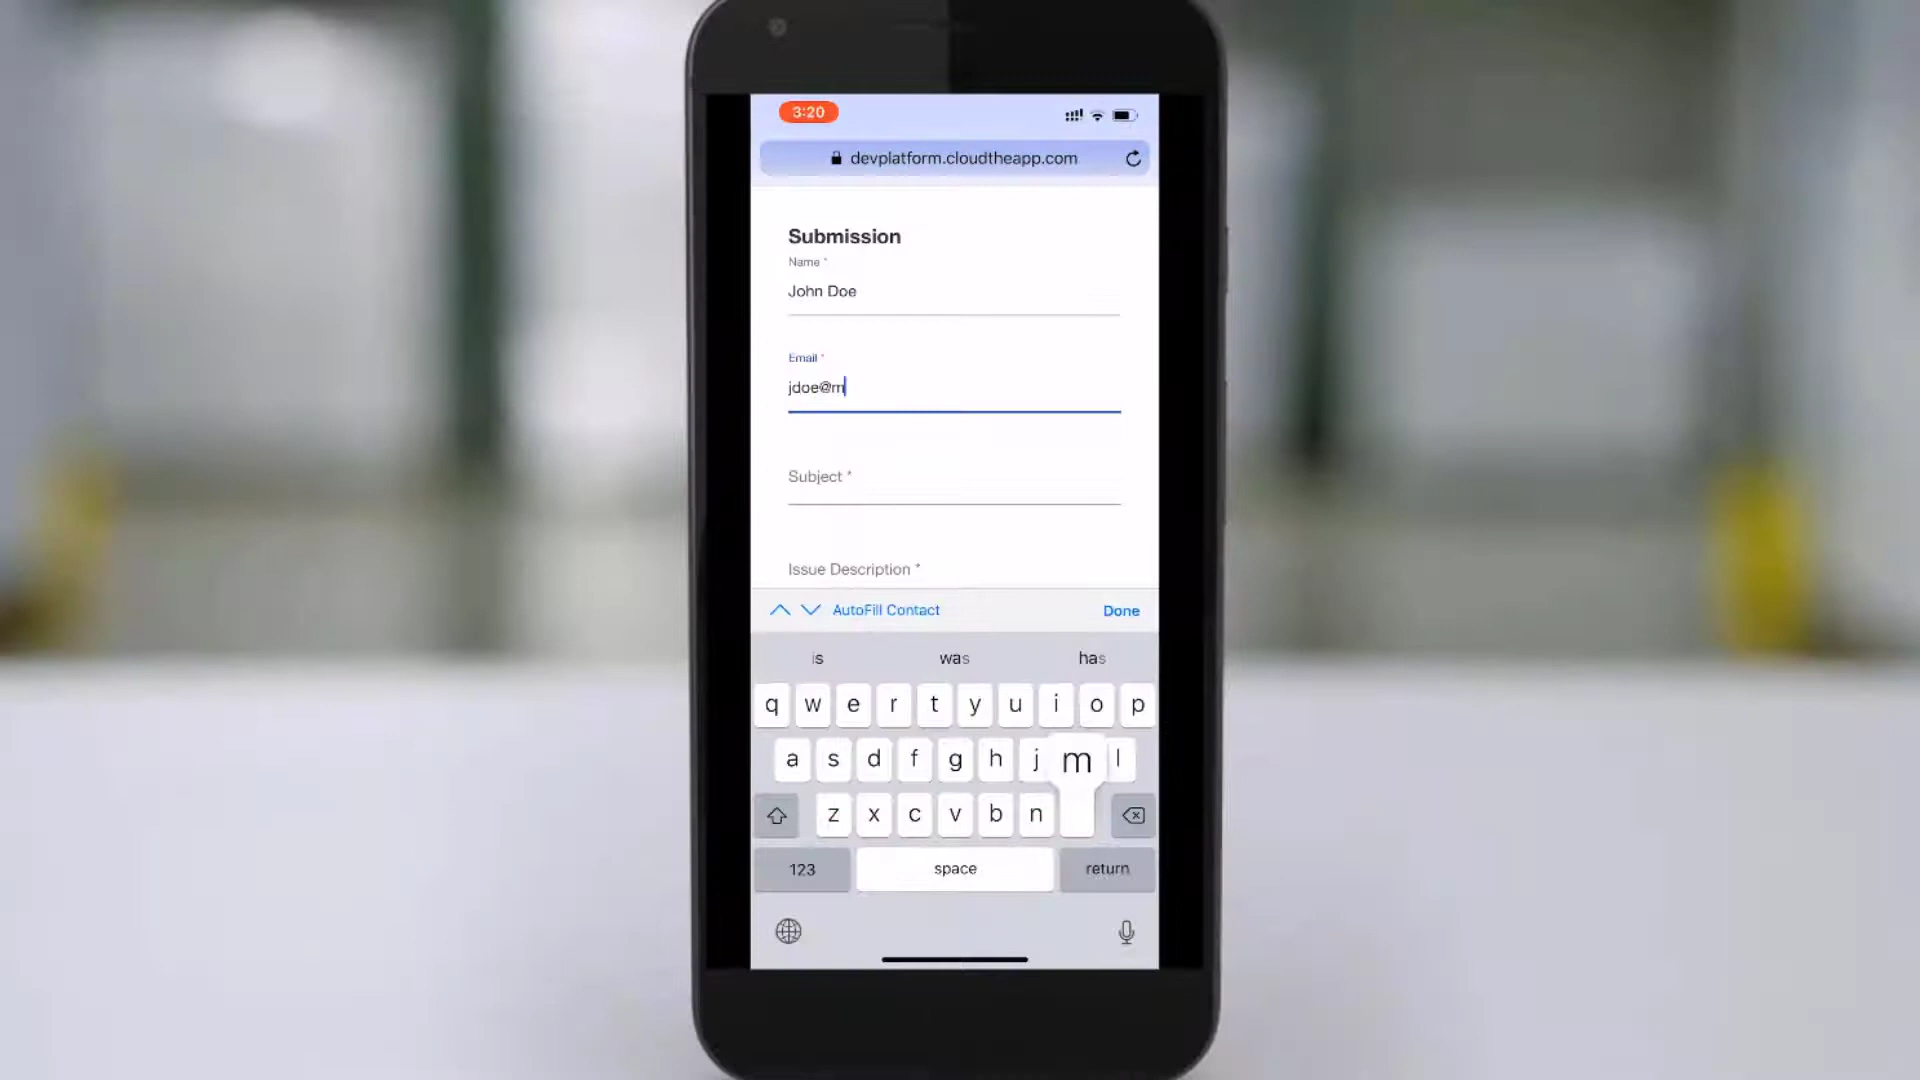 3:20
devplatform.cloudtheapp.com
Submission
Name *
John Doe
Email *
jdoe@m
Subject *
Issue Description *
AutoFill Contact Done
is was has
q w e r t y u i o p
a s d f g h j m l
z x c v b n
123 space return